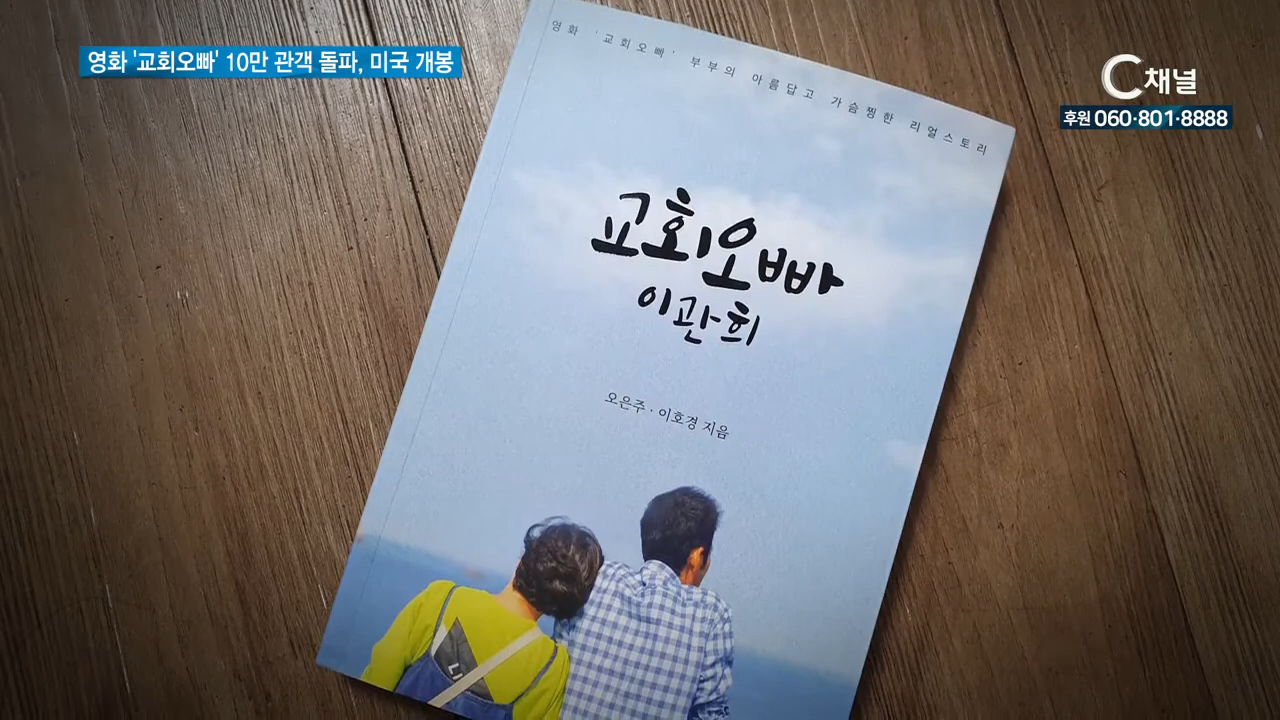 영화 '교회오빠' 10만 관객 돌파, 미국 개봉
C채널
후원 060·801·8888
영화 '교회오빠' 부부의 아름답고 가슴찡한 리얼스토리
교회오빠
이관희
오은주·이호경 지음
LI